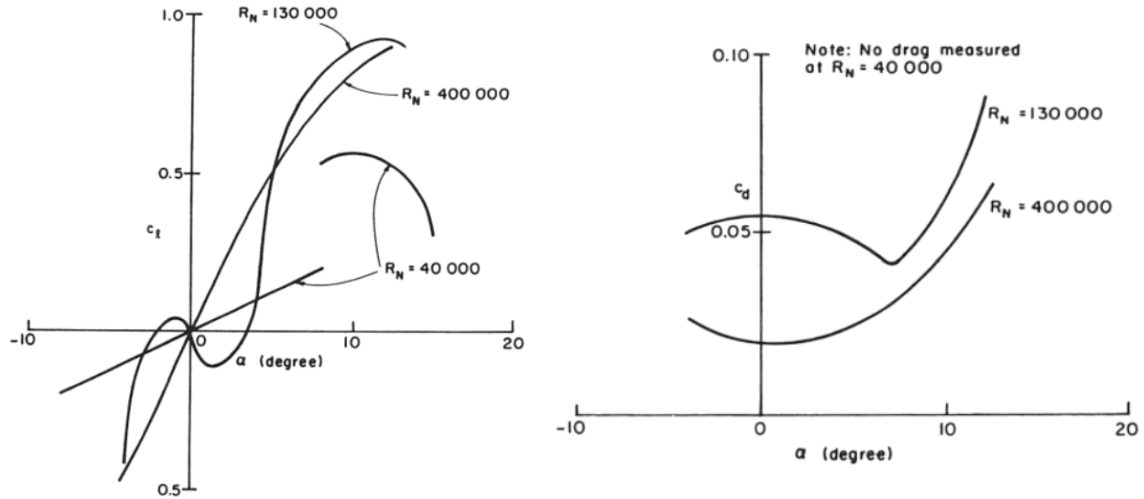 1.0
R_N = 130 000
R_N = 400 000
0.5
c_ℓ
R_N = 40 000
-10
0
10
20
α (degree)
0.5
0.10
Note: No drag measured
at R_N = 40 000
R_N = 130 000
c_d
R_N = 400 000
0.05
-10
0
10
20
α (degree)